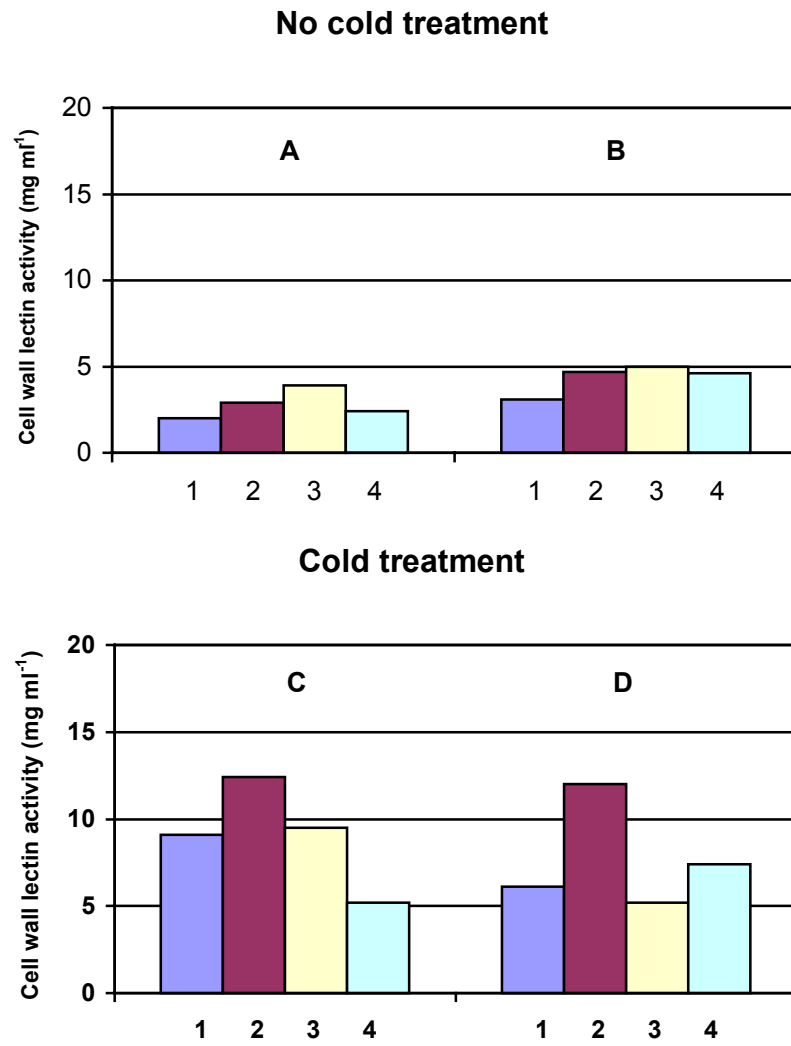 No cold treatment
Cell wall lectin activity (mg ml¹)
20
15
10
5
0
A
B
1 2 3 4 1 2 3 4
Cold treatment
Cell wall lectin activity (mg ml⁻¹)
20
15
10
5
0
C
D
1 2 3 4 1 2 3 4